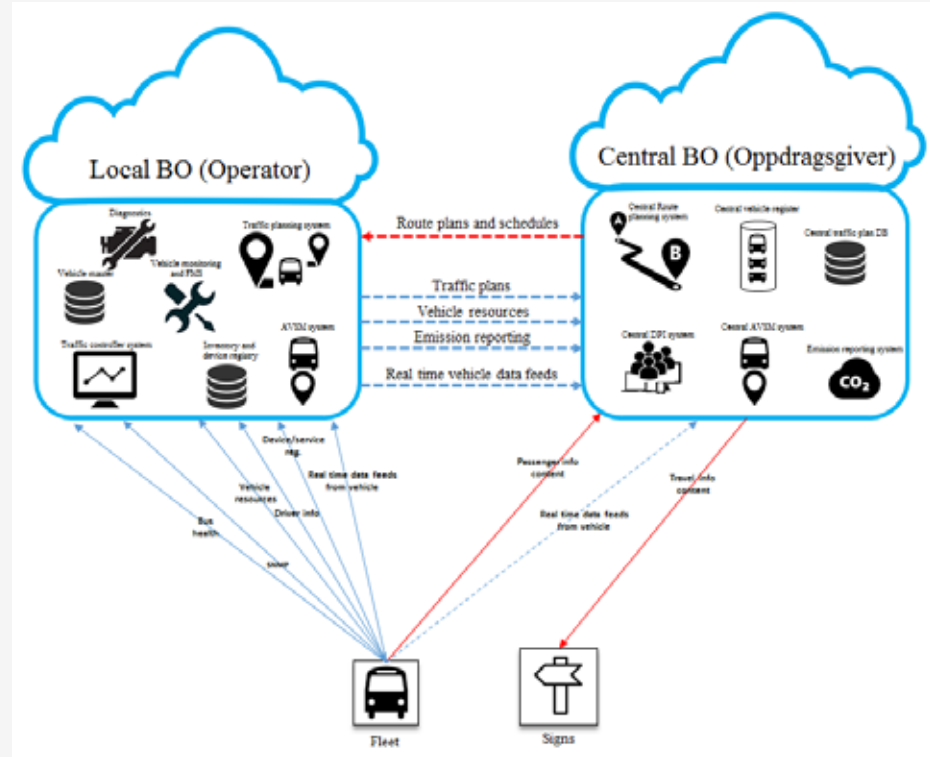 Local BO (Operator)
Central BO (Oppdragsgiver)
Diagnostics
Traffic planning system
Vehicle master
Vehicle monitoring
and FMS
Traffic controller system
Inventory and
device registry
AVTM system
Route plans and schedules
Traffic plans
Vehicle resources
Emission reporting
Real time vehicle data feeds
Central Route
planning system
Central vehicle register
Central traffic plan DB
Central DPI system
Central AVTM system
Emission reporting system
A
B
CO2
Bus
health
SNMP
Vehicle
resources
Driver info
Device/service
reg.
Real time data feeds
from vehicle
Passenger info
content
Real time data feeds
from vehicle
Travel info
content
Fleet
Signs